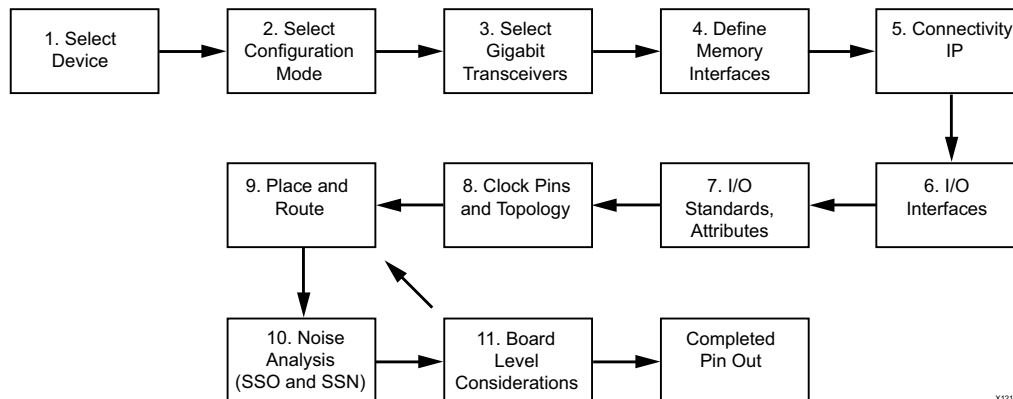 1. Select
Device
2. Select
Configuration
Mode
3. Select
Gigabit
Transceivers
4. Define
Memory
Interfaces
5. Connectivity
IP
6. I/O
Interfaces
7. I/O
Standards,
Attributes
8. Clock Pins
and Topology
9. Place and
Route
10. Noise
Analysis
(SSO and SSN)
11. Board
Level
Considerations
Completed
Pin Out